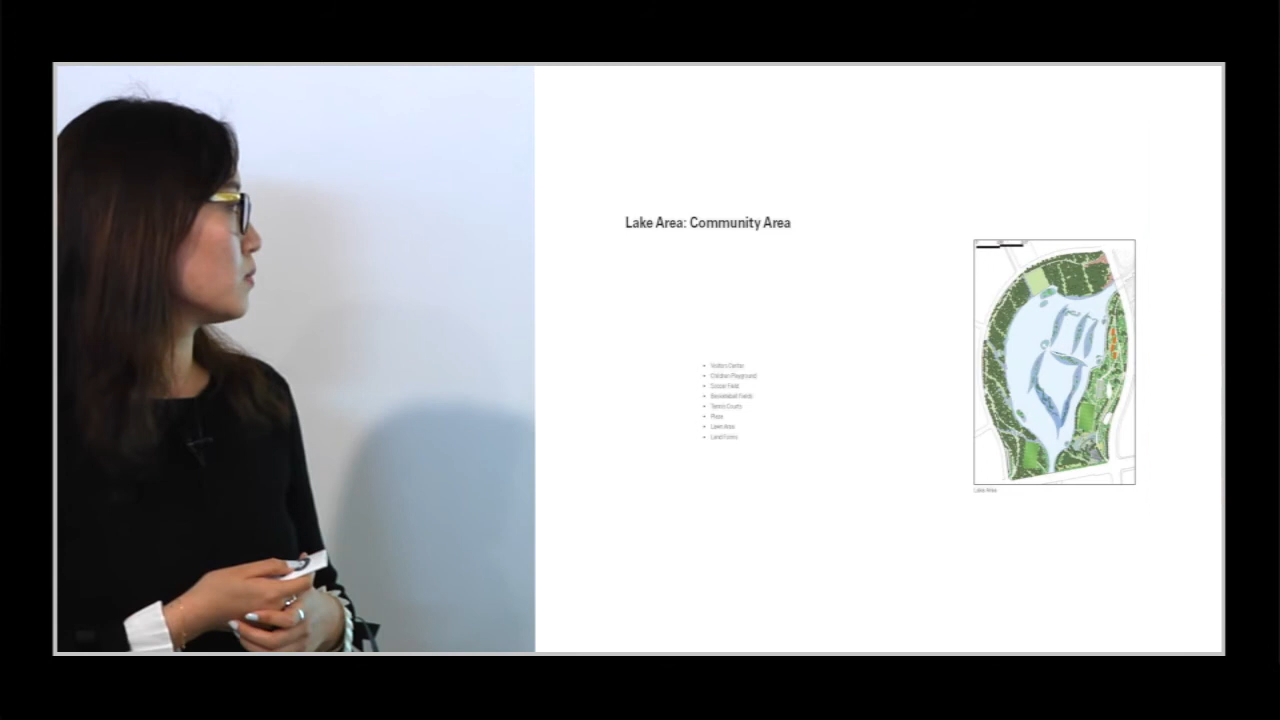 Lake Area: Community Area
Visitors Center
Children Playground
Soccer Field
Basketball Fields
Tennis Courts
Plaza
Lawn Area
Land Forms
Lake Area